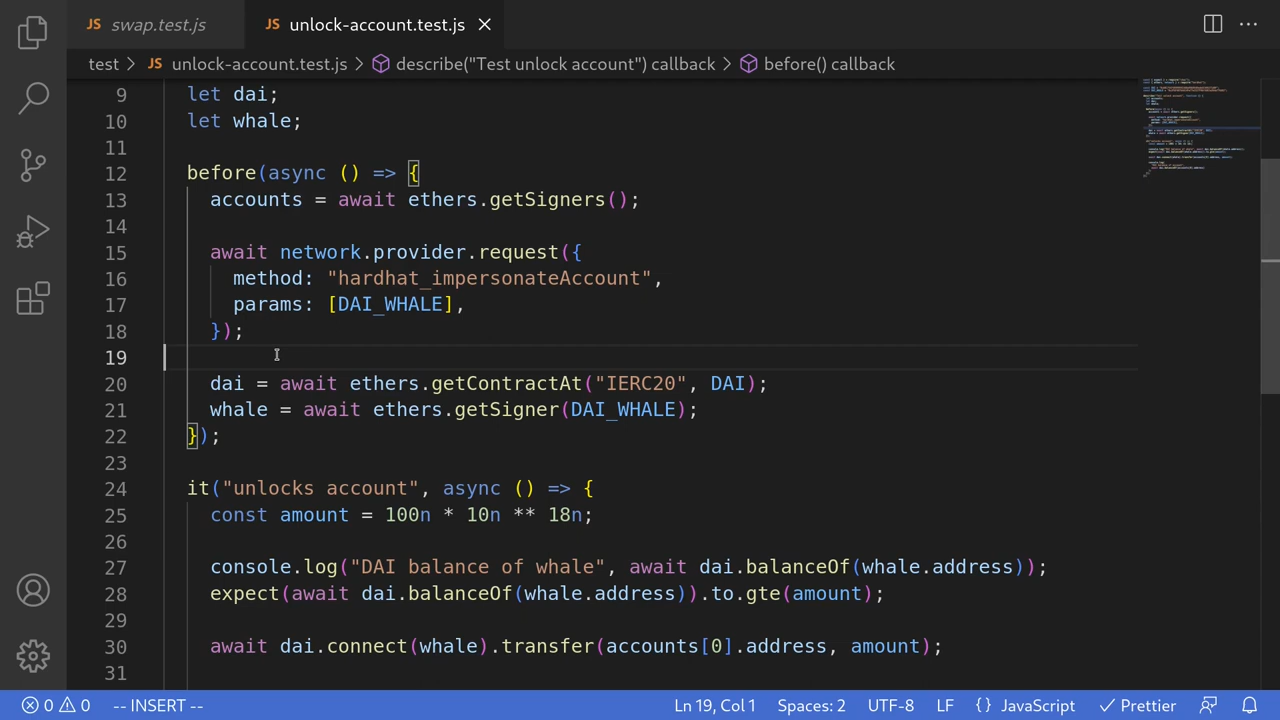 JS swap.test.js JS unlock-account.test.js
test > JS unlock-account.test.js > describe("Test unlock account") callback > before() callback
9 let dai;
10 let whale;
11
12 before(async () => {
13 accounts = await ethers.getSigners();
14
15 await network.provider.request({
16 method: "hardhat_impersonateAccount",
17 params: [DAI_WHALE],
18 });
19
20 dai = await ethers.getContractAt("IERC20", DAI);
21 whale = await ethers.getSigner(DAI_WHALE);
22 });
23
24 it("unlocks account", async () => {
25 const amount = 100n * 10n ** 18n;
26
27 console.log("DAI balance of whale", await dai.balanceOf(whale.address));
28 expect(await dai.balanceOf(whale.address)).to.gte(amount);
29
30 await dai.connect(whale).transfer(accounts[0].address, amount);
31
0 0 -- INSERT -- Ln 19, Col 1 Spaces: 2 UTF-8 LF {} JavaScript Prettier